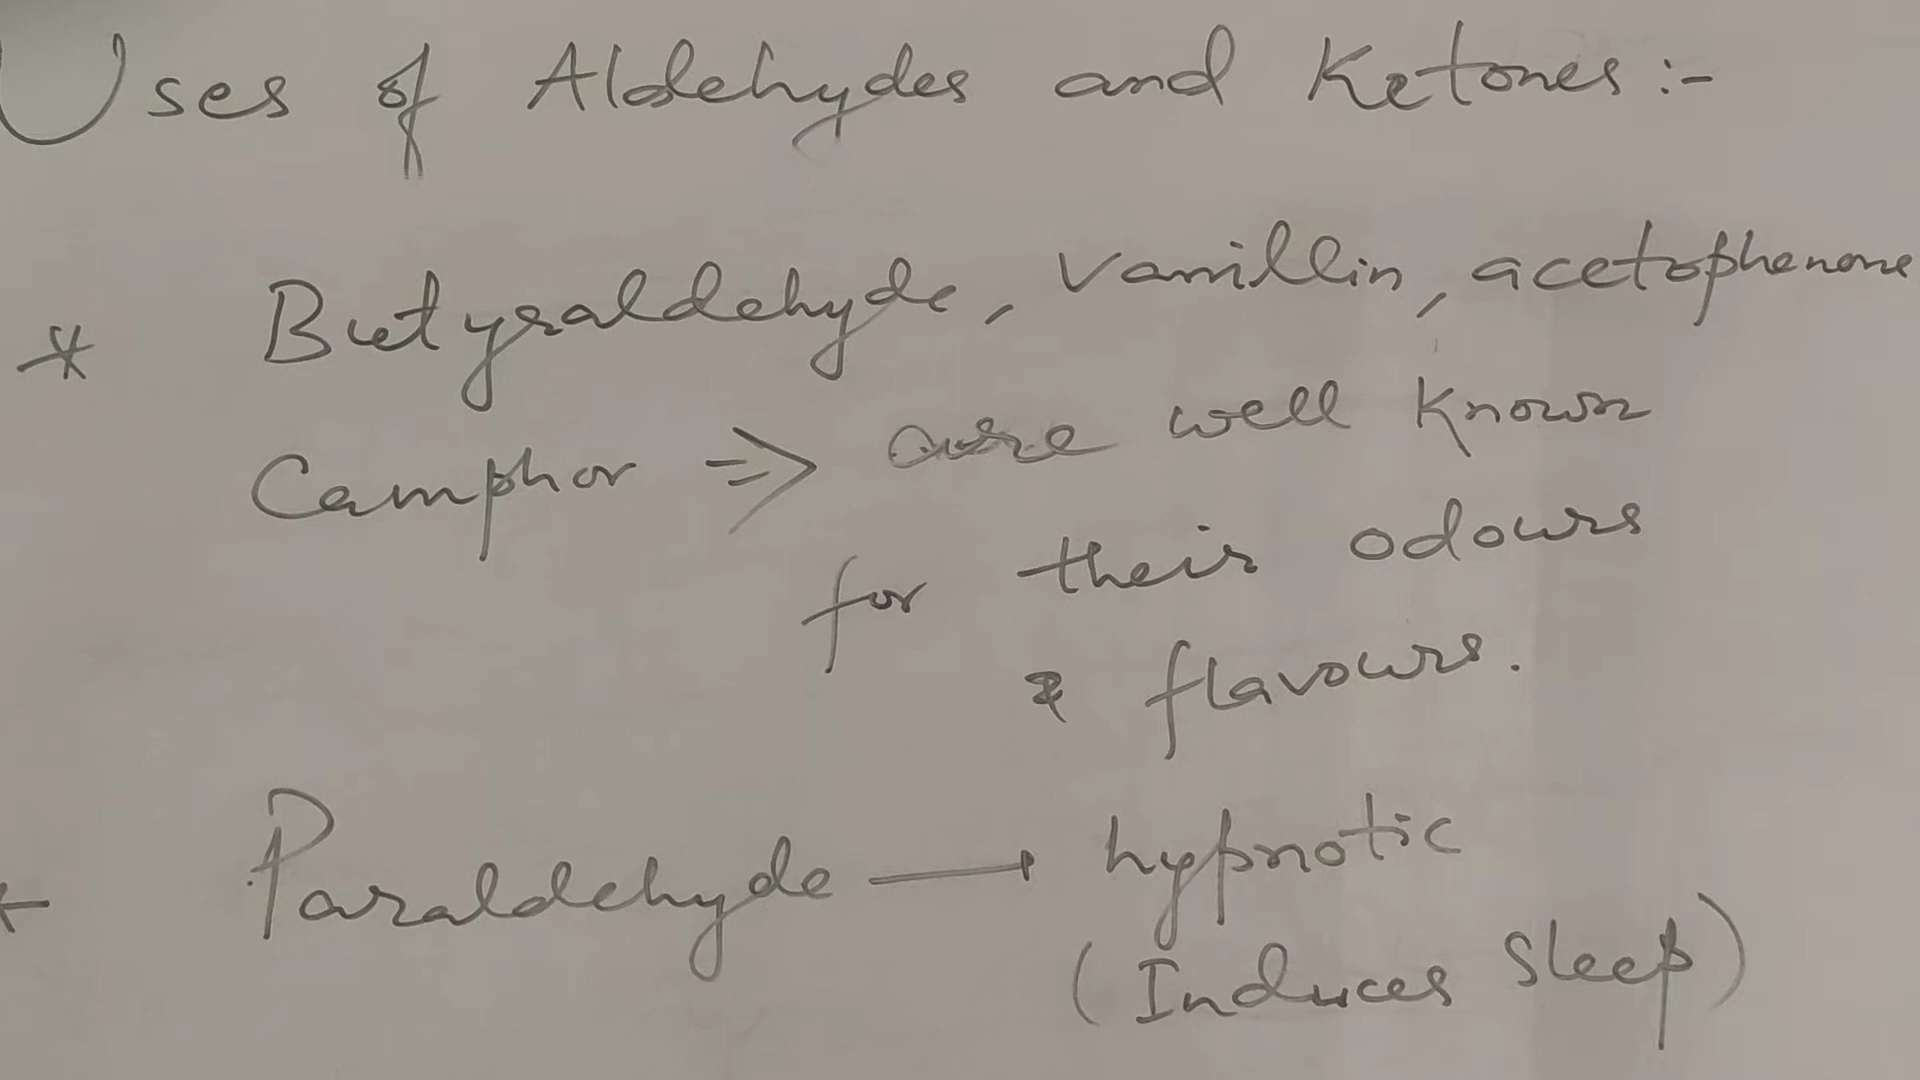 Uses of Aldehydes and Ketones :-
* Butyraldehyde, Vanillin, acetophenone
Camphor => are well known
for their odours
& flavours.
* Paraldehyde → hypnotic
(Induces sleep)